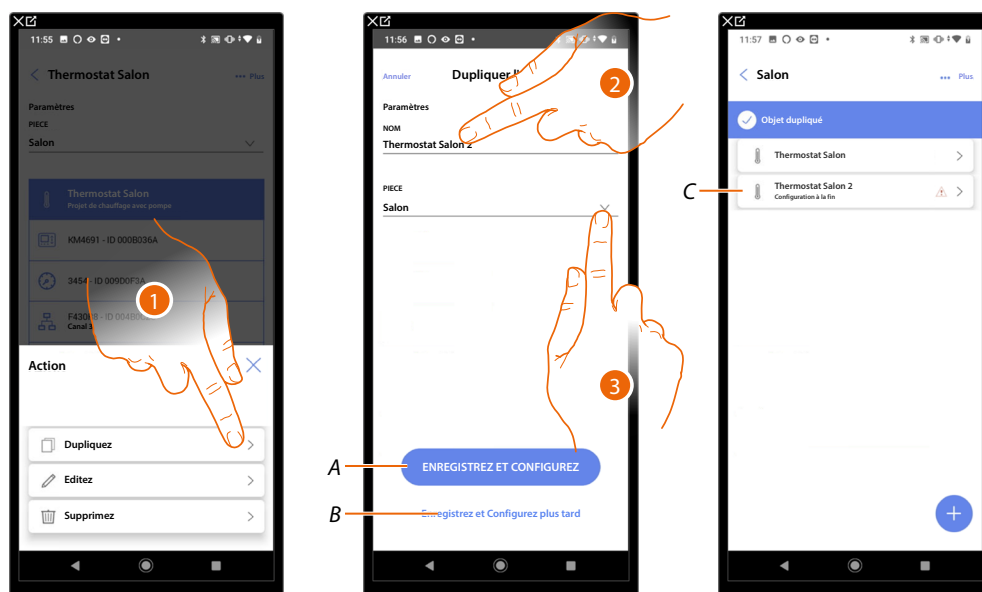 11:55
Thermostat Salon
Plus
Paramètres
PIECE
Salon
Thermostat Salon
Projet de chauffage avec pompe
KM4691 - ID 000B036A
3454 - ID 009D0F3A
Canal 3
1
Action
Dupliquez
Editez
Supprimez
11:56
Annuler
Dupliquer
2
Paramètres
NOM
Thermostat Salon 2
PIECE
Salon
3
A
ENREGISTREZ ET CONFIGUREZ
B
Enregistrez et Configurez plus tard
11:57
Salon
Plus
Objet dupliqué
Thermostat Salon
C
Thermostat Salon 2
Configuration à la fin